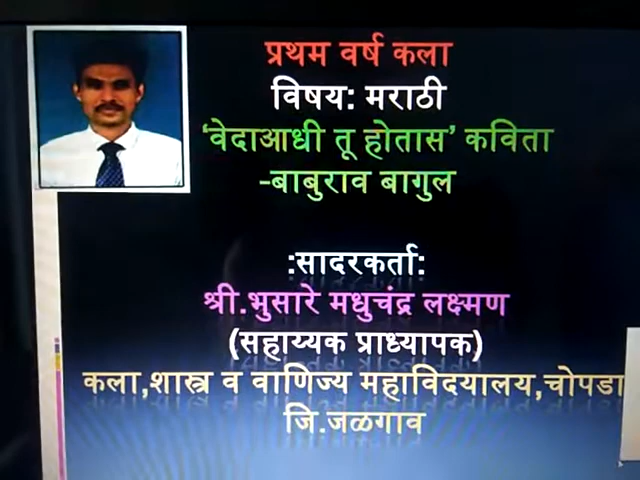 प्रथम वर्ष कला
विषय: मराठी
‘वेदाआधी तू होतास’ कविता
-बाबुराव बागुल
:सादरकर्ता:
श्री.भुसारे मधुचंद्र लक्ष्मण
(सहाय्यक प्राध्यापक)
कला,शास्त्र व वाणिज्य महाविदयालय,चोपडा
जि.जळगाव